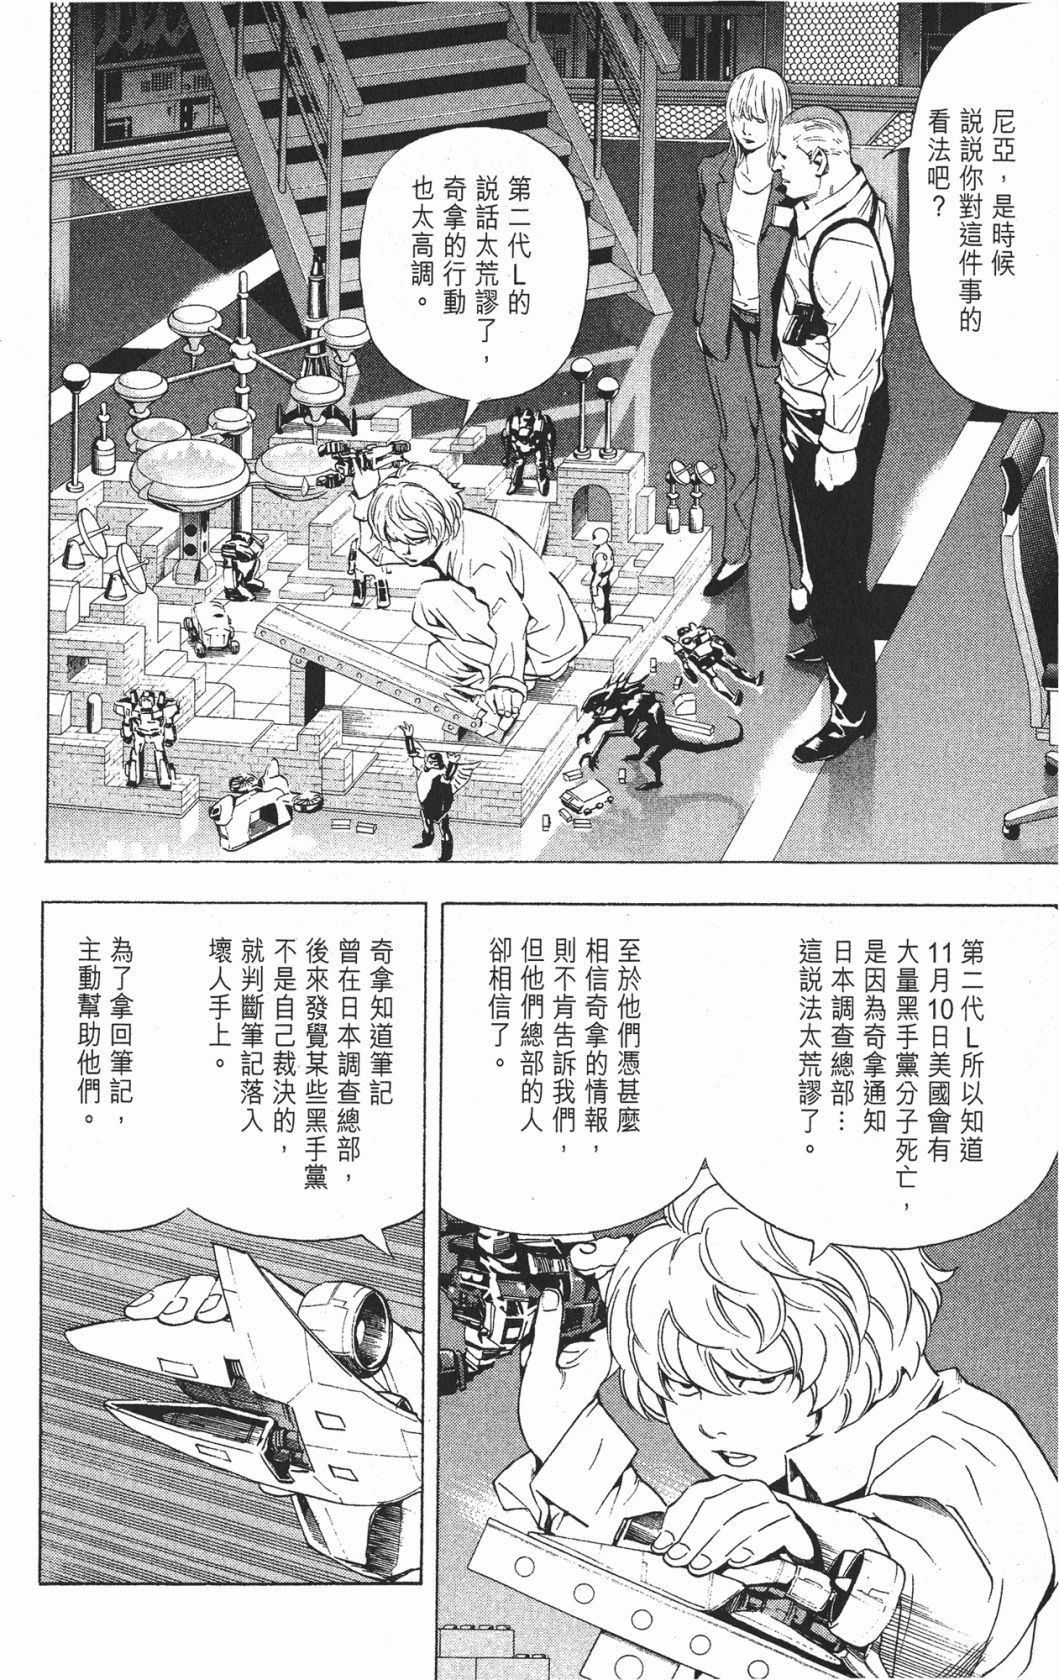 尼亞，是時候
說說你對這件事的
看法吧？
第二代L的
說話太荒謬了，
奇拿的行動
也太高調。
第二代L所以知道
11月10日美國會有
大量黑手黨分子死亡，
是因為奇拿通知
日本調查總部…
這說法太荒謬了。
至於他們憑甚麼
相信奇拿的情報，
則不肯告訴我們，
但他們總部的人
卻相信了。
奇拿知道筆記
曾在日本調查總部，
後來發覺某些黑手黨
不是自己裁決的，
就判斷筆記落入
壞人手上。
為了拿回筆記，
主動幫助他們。